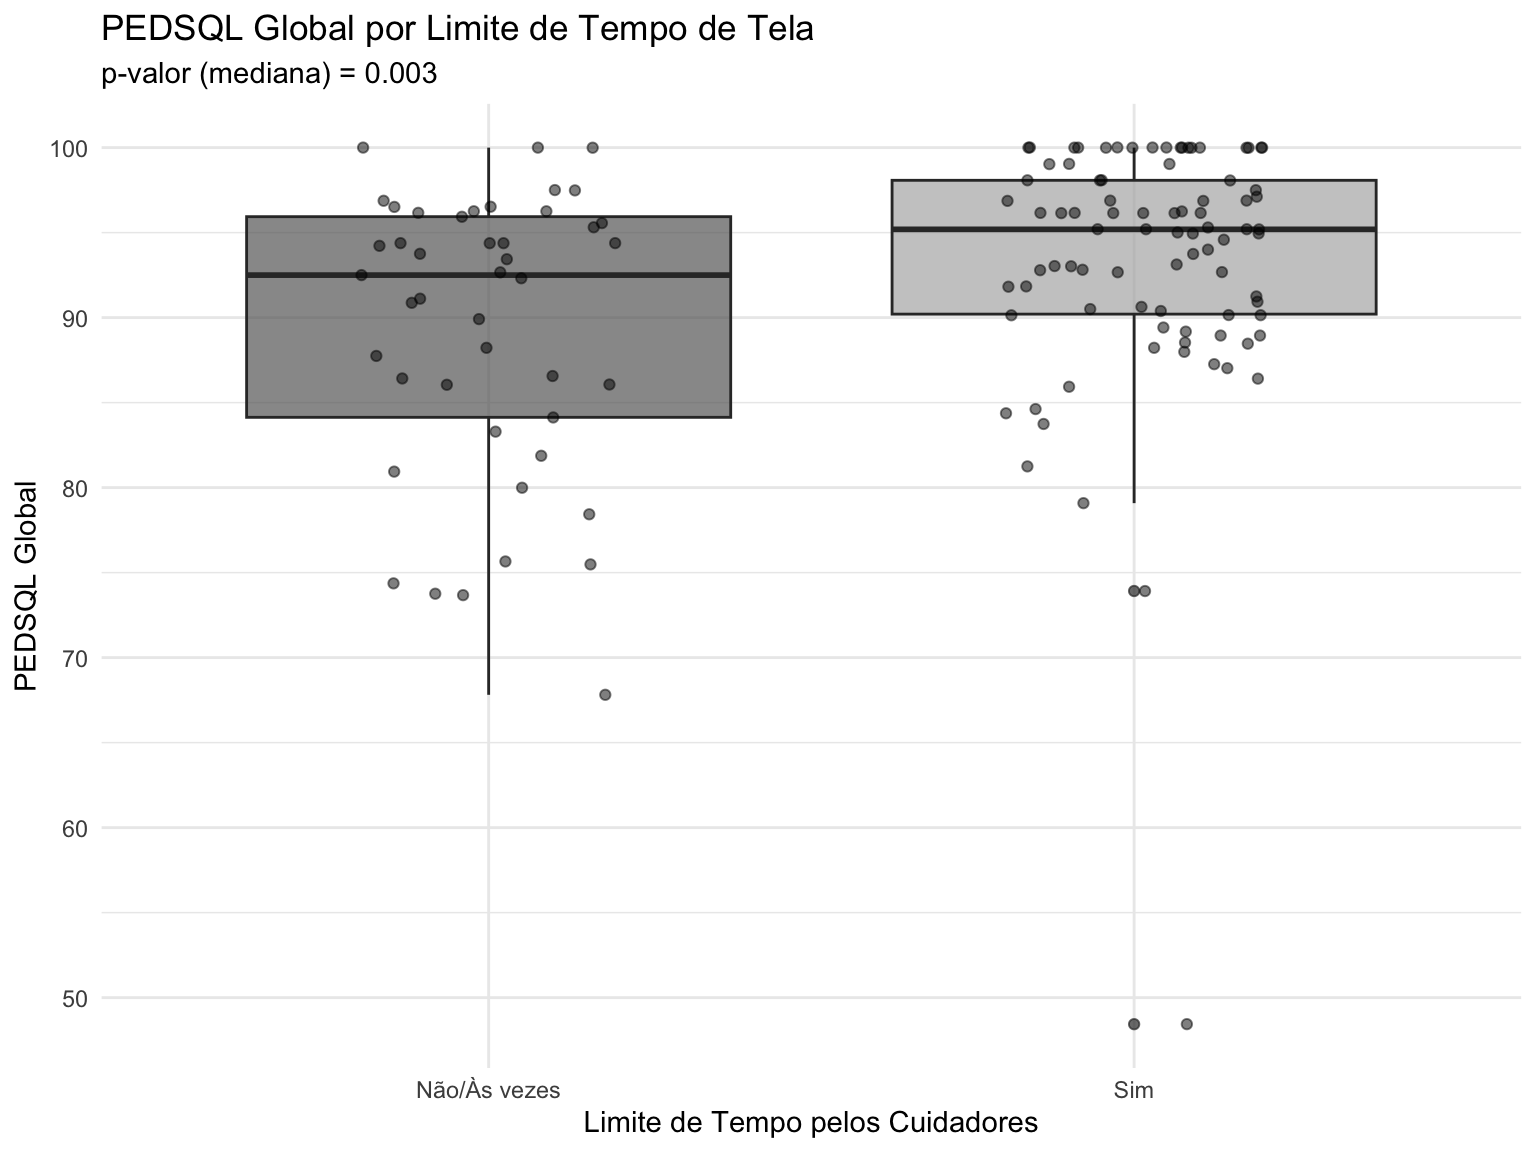 PEDSQL Global por Limite de Tempo de Tela
p-valor (mediana) = 0.003
100
90
80
70
60
50
PEDSQL Global
Não/Às vezes
Sim
Limite de Tempo pelos Cuidadores